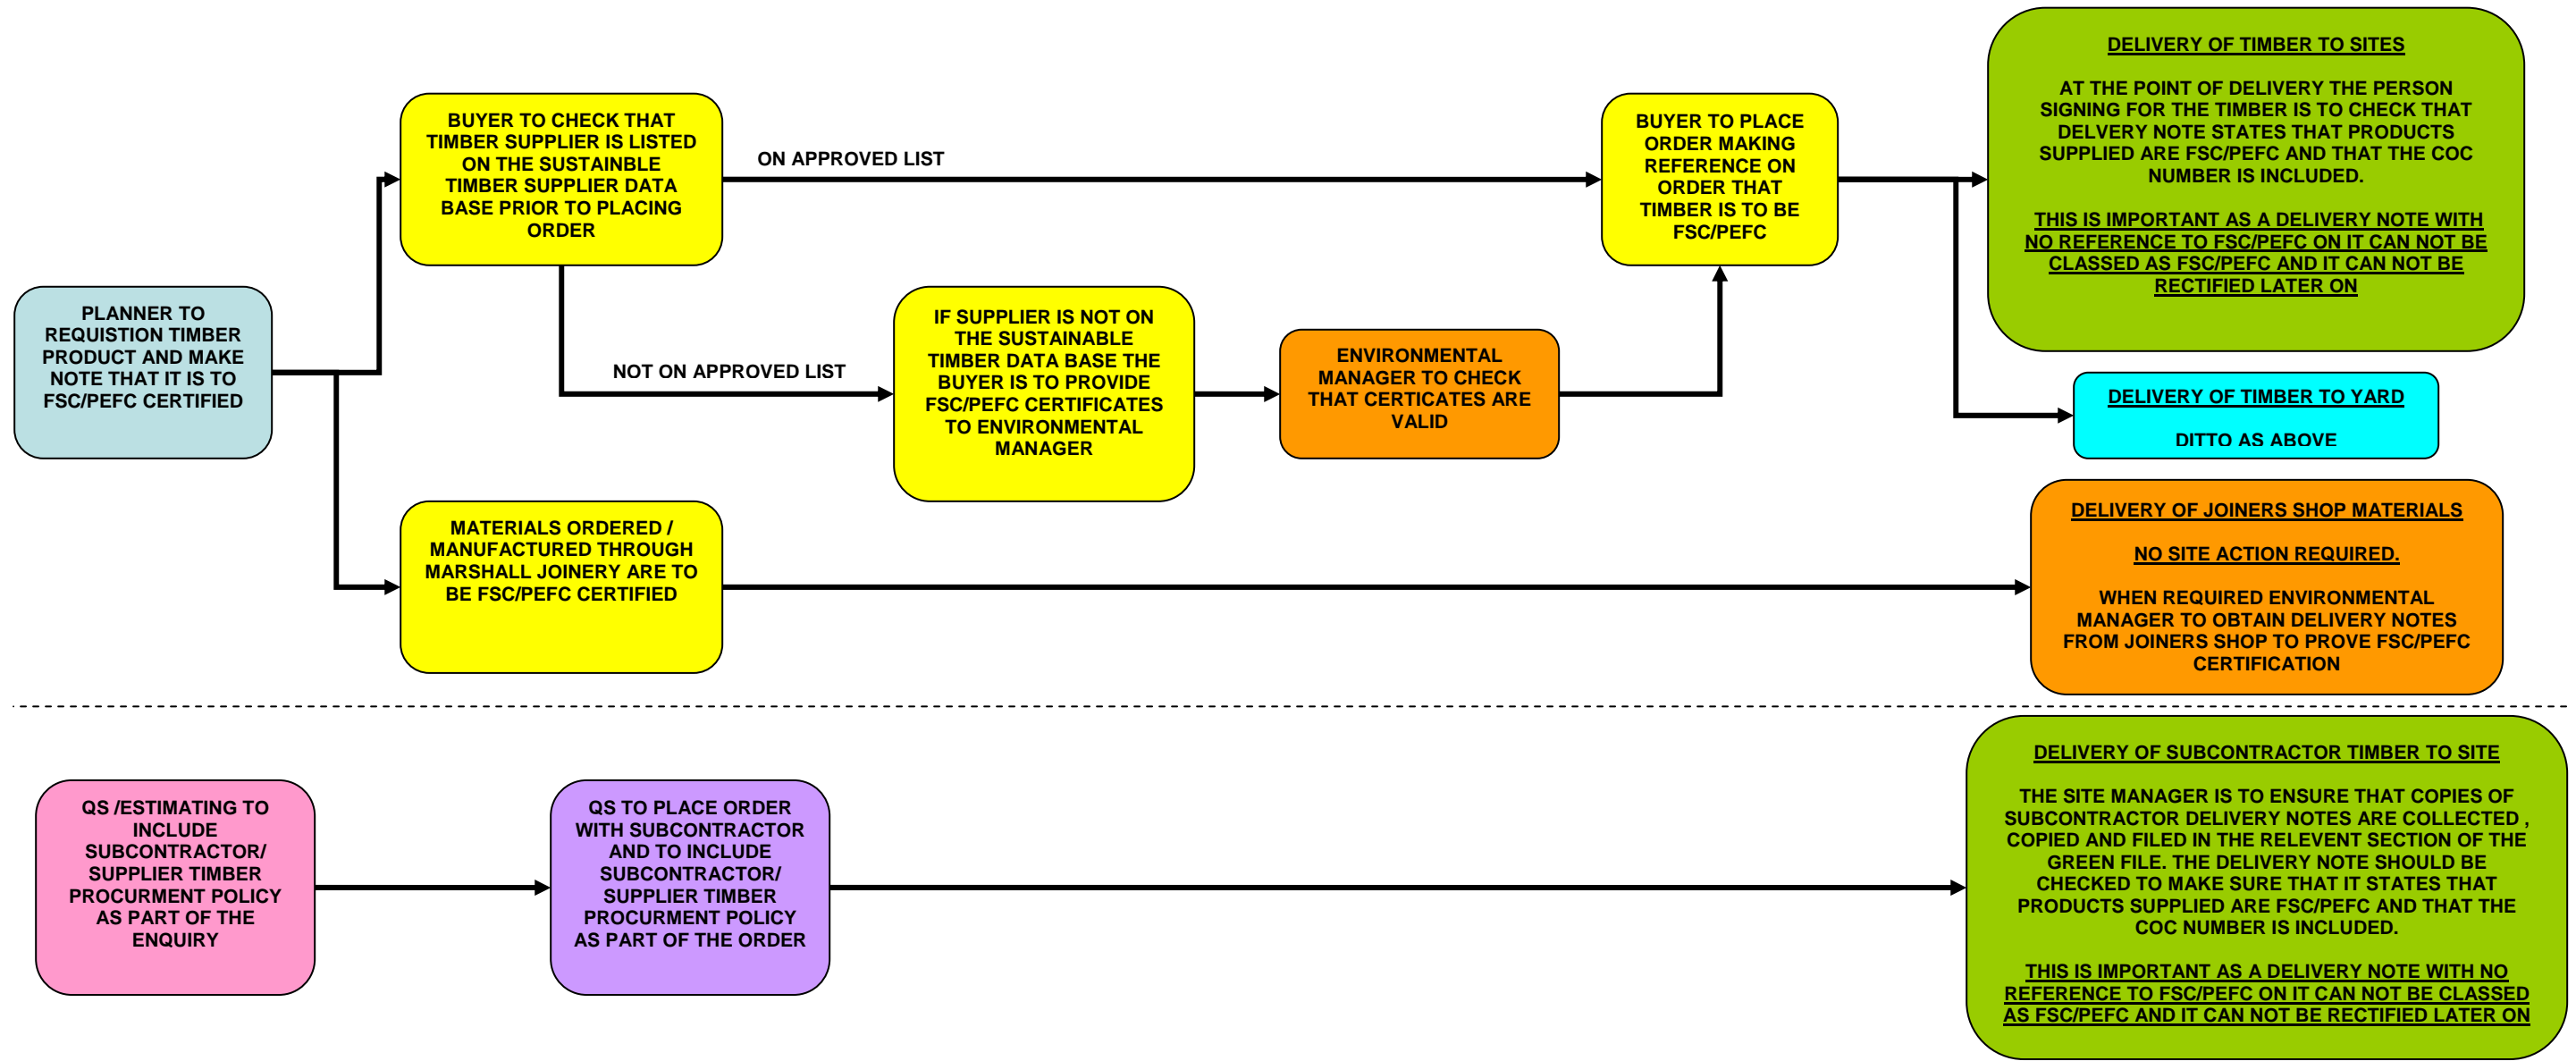 PLANNER TO
REQUISTION TIMBER
PRODUCT AND MAKE
NOTE THAT IT IS TO
FSC/PEFC CERTIFIED
BUYER TO CHECK THAT
TIMBER SUPPLIER IS LISTED
ON THE SUSTAINBLE
TIMBER SUPPLIER DATA
BASE PRIOR TO PLACING
ORDER
ON APPROVED LIST
NOT ON APPROVED LIST
IF SUPPLIER IS NOT ON
THE SUSTAINABLE
TIMBER DATA BASE THE
BUYER IS TO PROVIDE
FSC/PEFC CERTIFICATES
TO ENVIRONMENTAL
MANAGER
ENVIRONMENTAL
MANAGER TO CHECK
THAT CERTICATES ARE
VALID
BUYER TO PLACE
ORDER MAKING
REFERENCE ON
ORDER THAT
TIMBER IS TO BE
FSC/PEFC
DELIVERY OF TIMBER TO SITES
AT THE POINT OF DELIVERY THE PERSON
SIGNING FOR THE TIMBER IS TO CHECK THAT
DELVERY NOTE STATES THAT PRODUCTS
SUPPLIED ARE FSC/PEFC AND THAT THE COC
NUMBER IS INCLUDED.
THIS IS IMPORTANT AS A DELIVERY NOTE WITH
NO REFERENCE TO FSC/PEFC ON IT CAN NOT BE
CLASSED AS FSC/PEFC AND IT CAN NOT BE
RECTIFIED LATER ON
DELIVERY OF TIMBER TO YARD
DITTO AS ABOVE
MATERIALS ORDERED /
MANUFACTURED THROUGH
MARSHALL JOINERY ARE TO
BE FSC/PEFC CERTIFIED
DELIVERY OF JOINERS SHOP MATERIALS
NO SITE ACTION REQUIRED.
WHEN REQUIRED ENVIRONMENTAL
MANAGER TO OBTAIN DELIVERY NOTES
FROM JOINERS SHOP TO PROVE FSC/PEFC
CERTIFICATION
QS /ESTIMATING TO
INCLUDE
SUBCONTRACTOR/
SUPPLIER TIMBER
PROCURMENT POLICY
AS PART OF THE
ENQUIRY
QS TO PLACE ORDER
WITH SUBCONTRACTOR
AND TO INCLUDE
SUBCONTRACTOR/
SUPPLIER TIMBER
PROCURMENT POLICY
AS PART OF THE ORDER
DELIVERY OF SUBCONTRACTOR TIMBER TO SITE
THE SITE MANAGER IS TO ENSURE THAT COPIES OF
SUBCONTRACTOR DELIVERY NOTES ARE COLLECTED ,
COPIED AND FILED IN THE RELEVENT SECTION OF THE
GREEN FILE. THE DELIVERY NOTE SHOULD BE
CHECKED TO MAKE SURE THAT IT STATES THAT
PRODUCTS SUPPLIED ARE FSC/PEFC AND THAT THE
COC NUMBER IS INCLUDED.
THIS IS IMPORTANT AS A DELIVERY NOTE WITH NO
REFERENCE TO FSC/PEFC ON IT CAN NOT BE CLASSED
AS FSC/PEFC AND IT CAN NOT BE RECTIFIED LATER ON